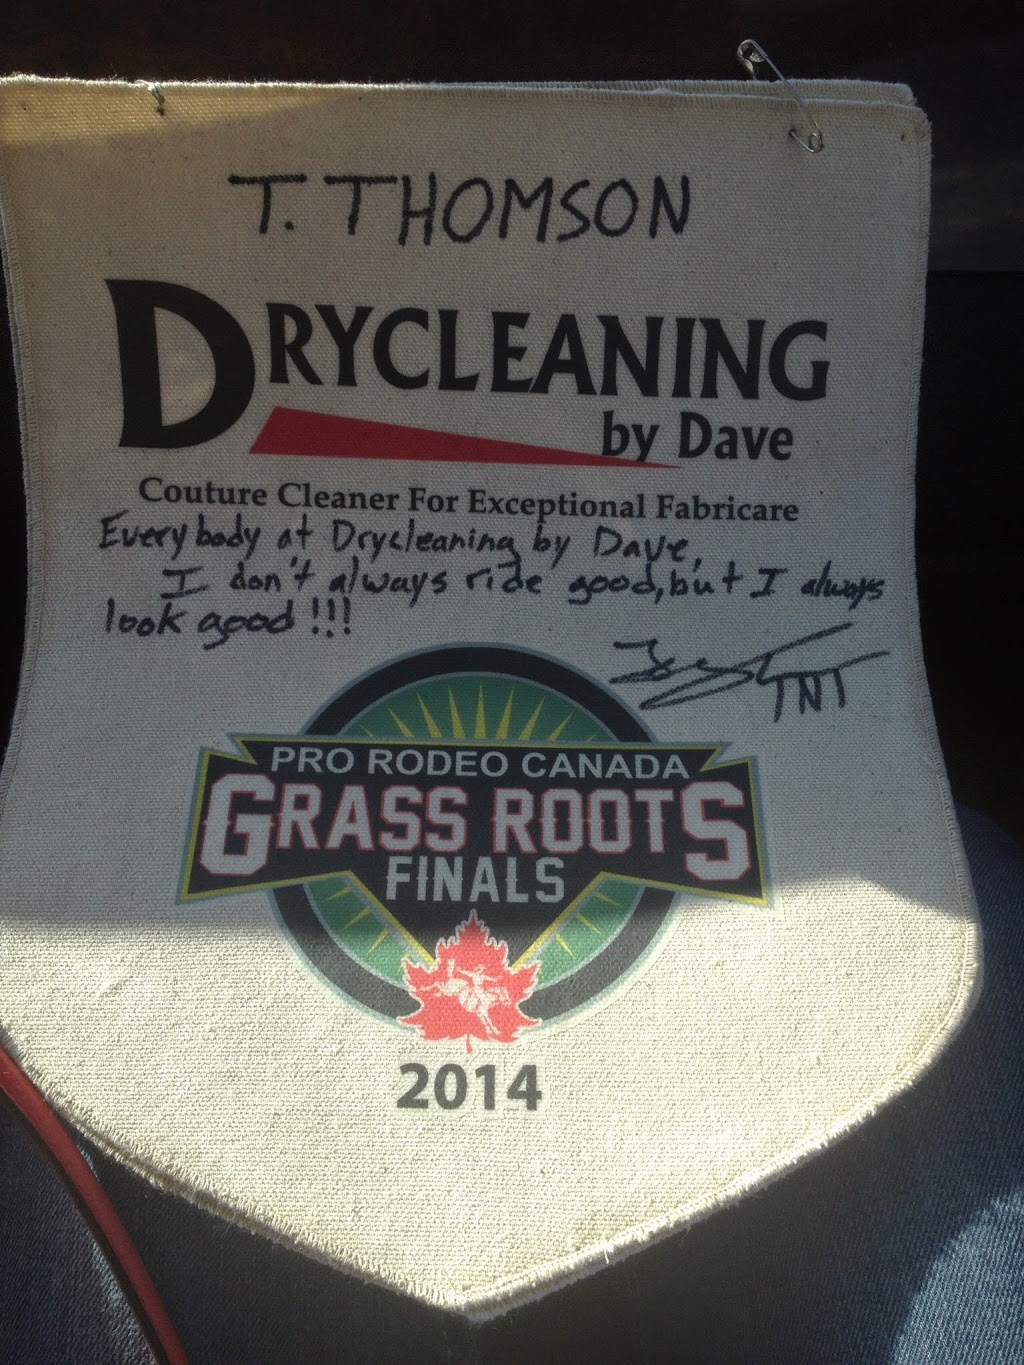 T. THOMSON
DRYCLEANING
by Dave
Couture Cleaner For Exceptional Fabricare
Everybody at Drycleaning by Dave,
I don't always ride good, but I always
look good!!!
TNT
PRO RODEO CANADA
GRASS ROOTS
FINALS
2014